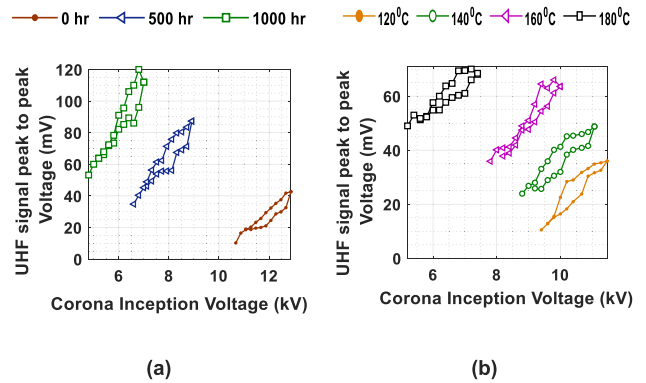 0 hr 500 hr 1000 hr
120⁰C 140⁰C 160⁰C 180⁰C
UHF signal peak to peak
Voltage (mV)
120
100
80
60
40
20
0
6 8 10 12
Corona Inception Voltage (kV)
(a)
UHF signal peak to peak
Voltage (mV)
60
40
20
0
6 8 10
Corona Inception Voltage (kV)
(b)